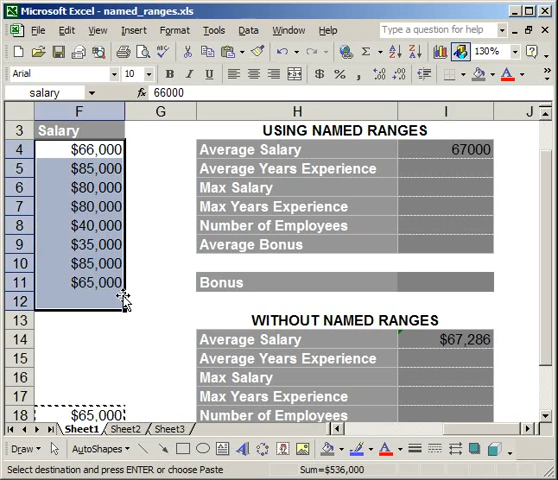 Microsoft Excel - named_ranges.xls
File Edit View Insert Format Tools Data Window Help Type a question for help
130%
Arial 10 B I U $ % ,
salary fx 66000
F G H I J
3 Salary USING NAMED RANGES
4 $66,000 Average Salary 67000
5 $85,000 Average Years Experience
6 $80,000 Max Salary
7 $80,000 Max Years Experience
8 $40,000 Number of Employees
9 $35,000 Average Bonus
10 $85,000
11 $65,000 Bonus
12
13 WITHOUT NAMED RANGES
14 Average Salary $67,286
15 Average Years Experience
16 Max Salary
17 Max Years Experience
18 $65,000 Number of Employees
Sheet1 Sheet2 Sheet3
Draw AutoShapes
Select destination and press ENTER or choose Paste Sum=$536,000